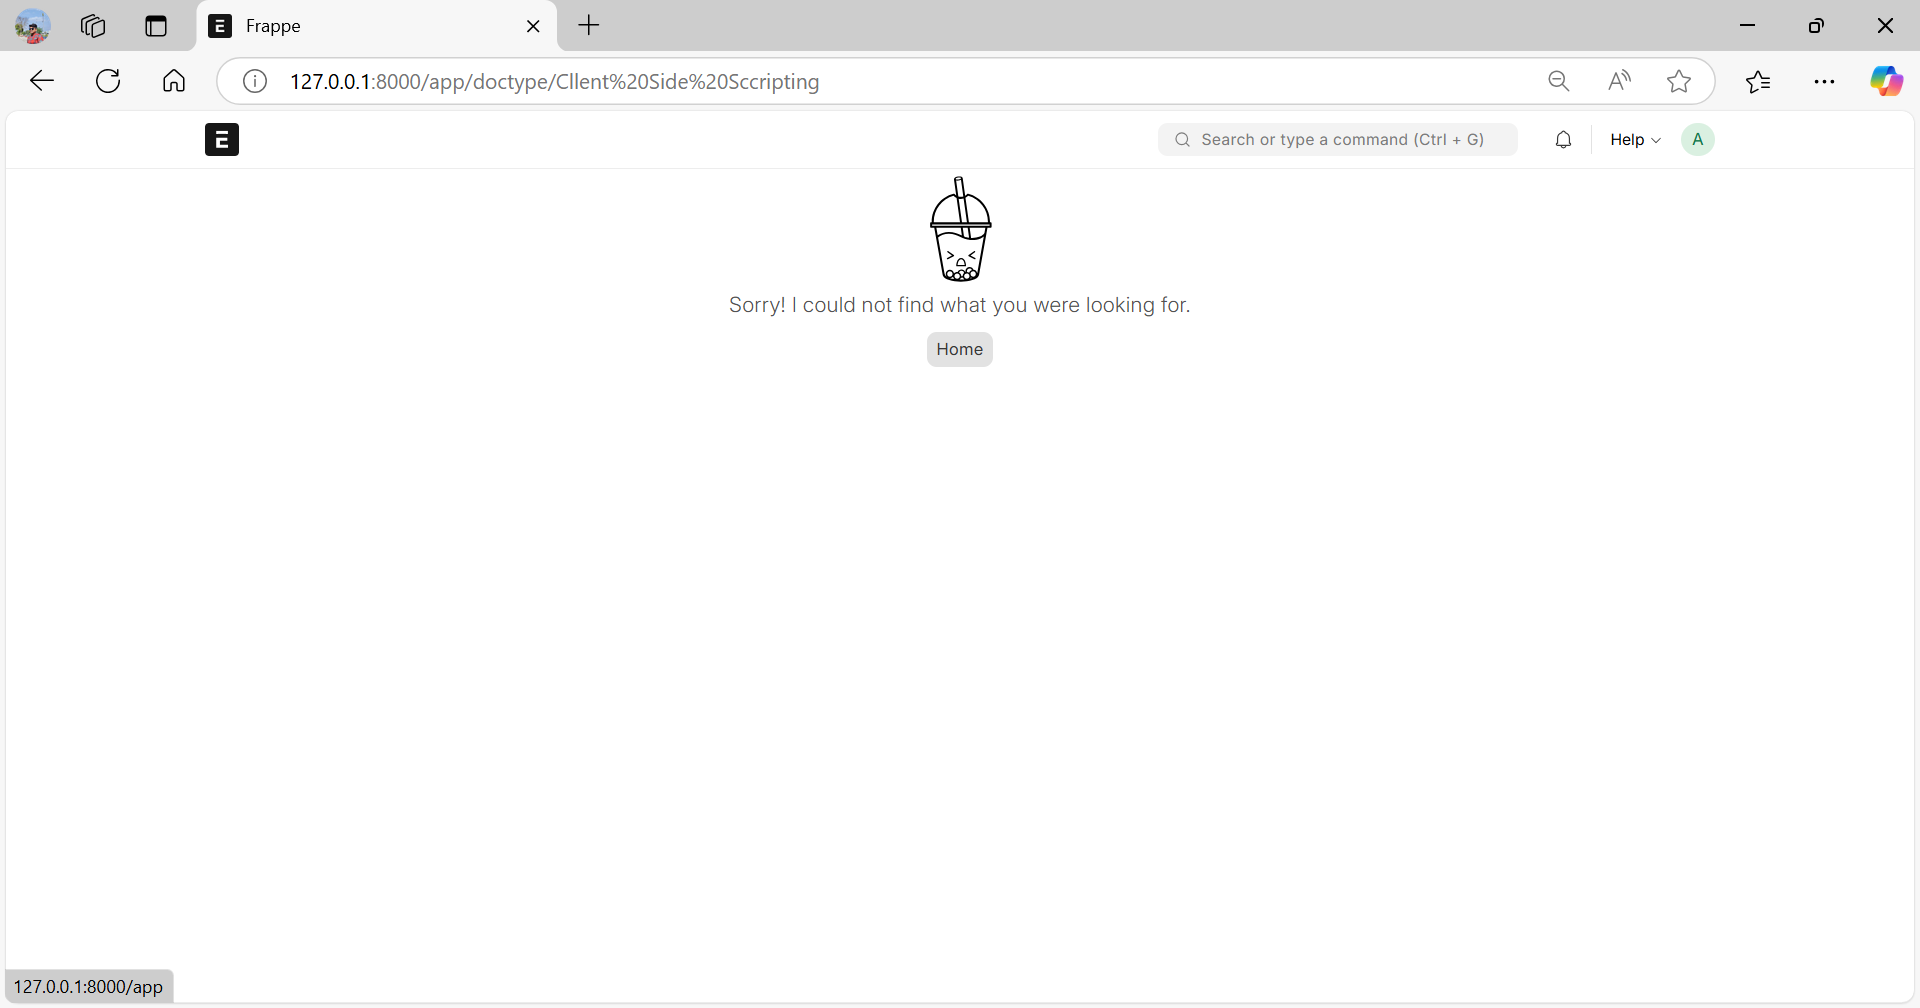 Frappe
127.0.0.1:8000/app/doctype/Cllent%20Side%20Sccripting
Search or type a command (Ctrl + G)
Help
A
Sorry! I could not find what you were looking for.
Home
127.0.0.1:8000/app